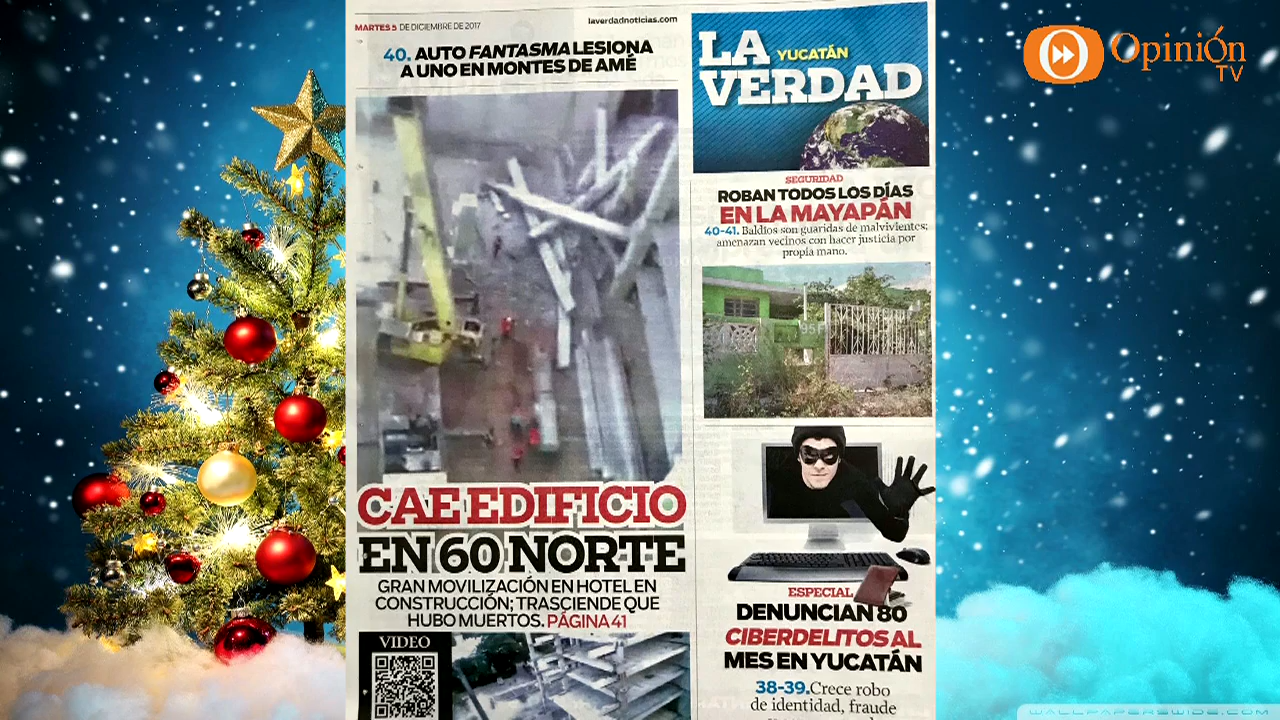 MARTES 5 DE DICIEMBRE DE 2017
laverdadnoticias.com
40. AUTO FANTASMA LESIONA
A UNO EN MONTES DE AMÉ
LA
YUCATÁN
VERDAD
Opinión
TV
SEGURIDAD
ROBAN TODOS LOS DÍAS
EN LA MAYAPÁN
40-41. Baldíos son guaridas de malvivientes;
amenazan vecinos con hacer justicia por
propia mano.
95F
CAE EDIFICIO
EN 60 NORTE
GRAN MOVILIZACIÓN EN HOTEL EN
CONSTRUCCIÓN; TRASCIENDE QUE
HUBO MUERTOS. PÁGINA 41
VIDEO
ESPECIAL
DENUNCIAN 80
CIBERDELITOS AL
MES EN YUCATÁN
38-39. Crece robo
de identidad, fraude
WALLPAPERSWIDE.COM